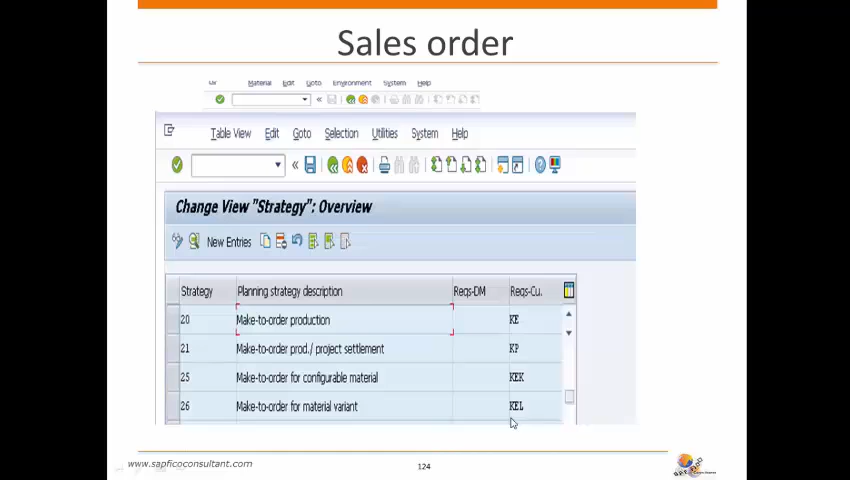 Sales order
Material Edit Goto Environment System Help
Table View Edit Goto Selection Utilities System Help
Change View "Strategy": Overview
New Entries
Strategy Planning strategy description Reqs-DM Reqs-Cu.
20 Make-to-order production KE
21 Make-to-order prod./ project settlement KP
25 Make-to-order for configurable material KEK
26 Make-to-order for material variant KEL
www.sapficoconsultant.com 124